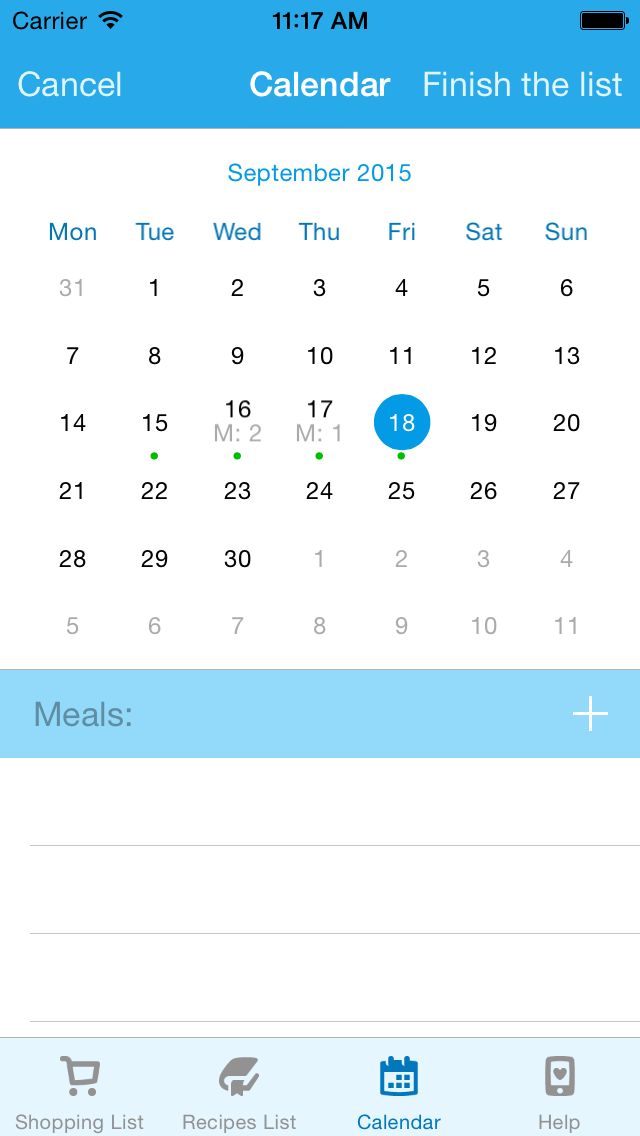 Carrier 11:17 AM
Cancel Calendar Finish the list
September 2015
Mon Tue Wed Thu Fri Sat Sun
31 1 2 3 4 5 6
7 8 9 10 11 12 13
14 15 16 17 18 19 20
M: 2 M: 1
21 22 23 24 25 26 27
28 29 30 1 2 3 4
5 6 7 8 9 10 11
Meals:
Shopping List Recipes List Calendar Help